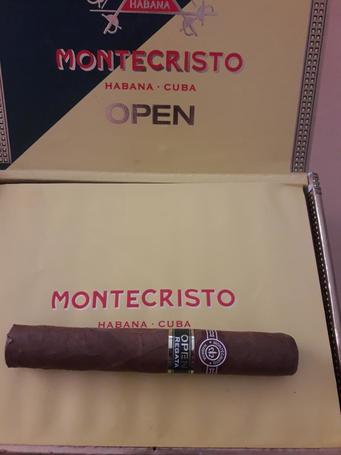 HABANA
MONTECRISTO
HABANA · CUBA
OPEN
MONTECRISTO
HABANA · CUBA
OPEN
REGATA